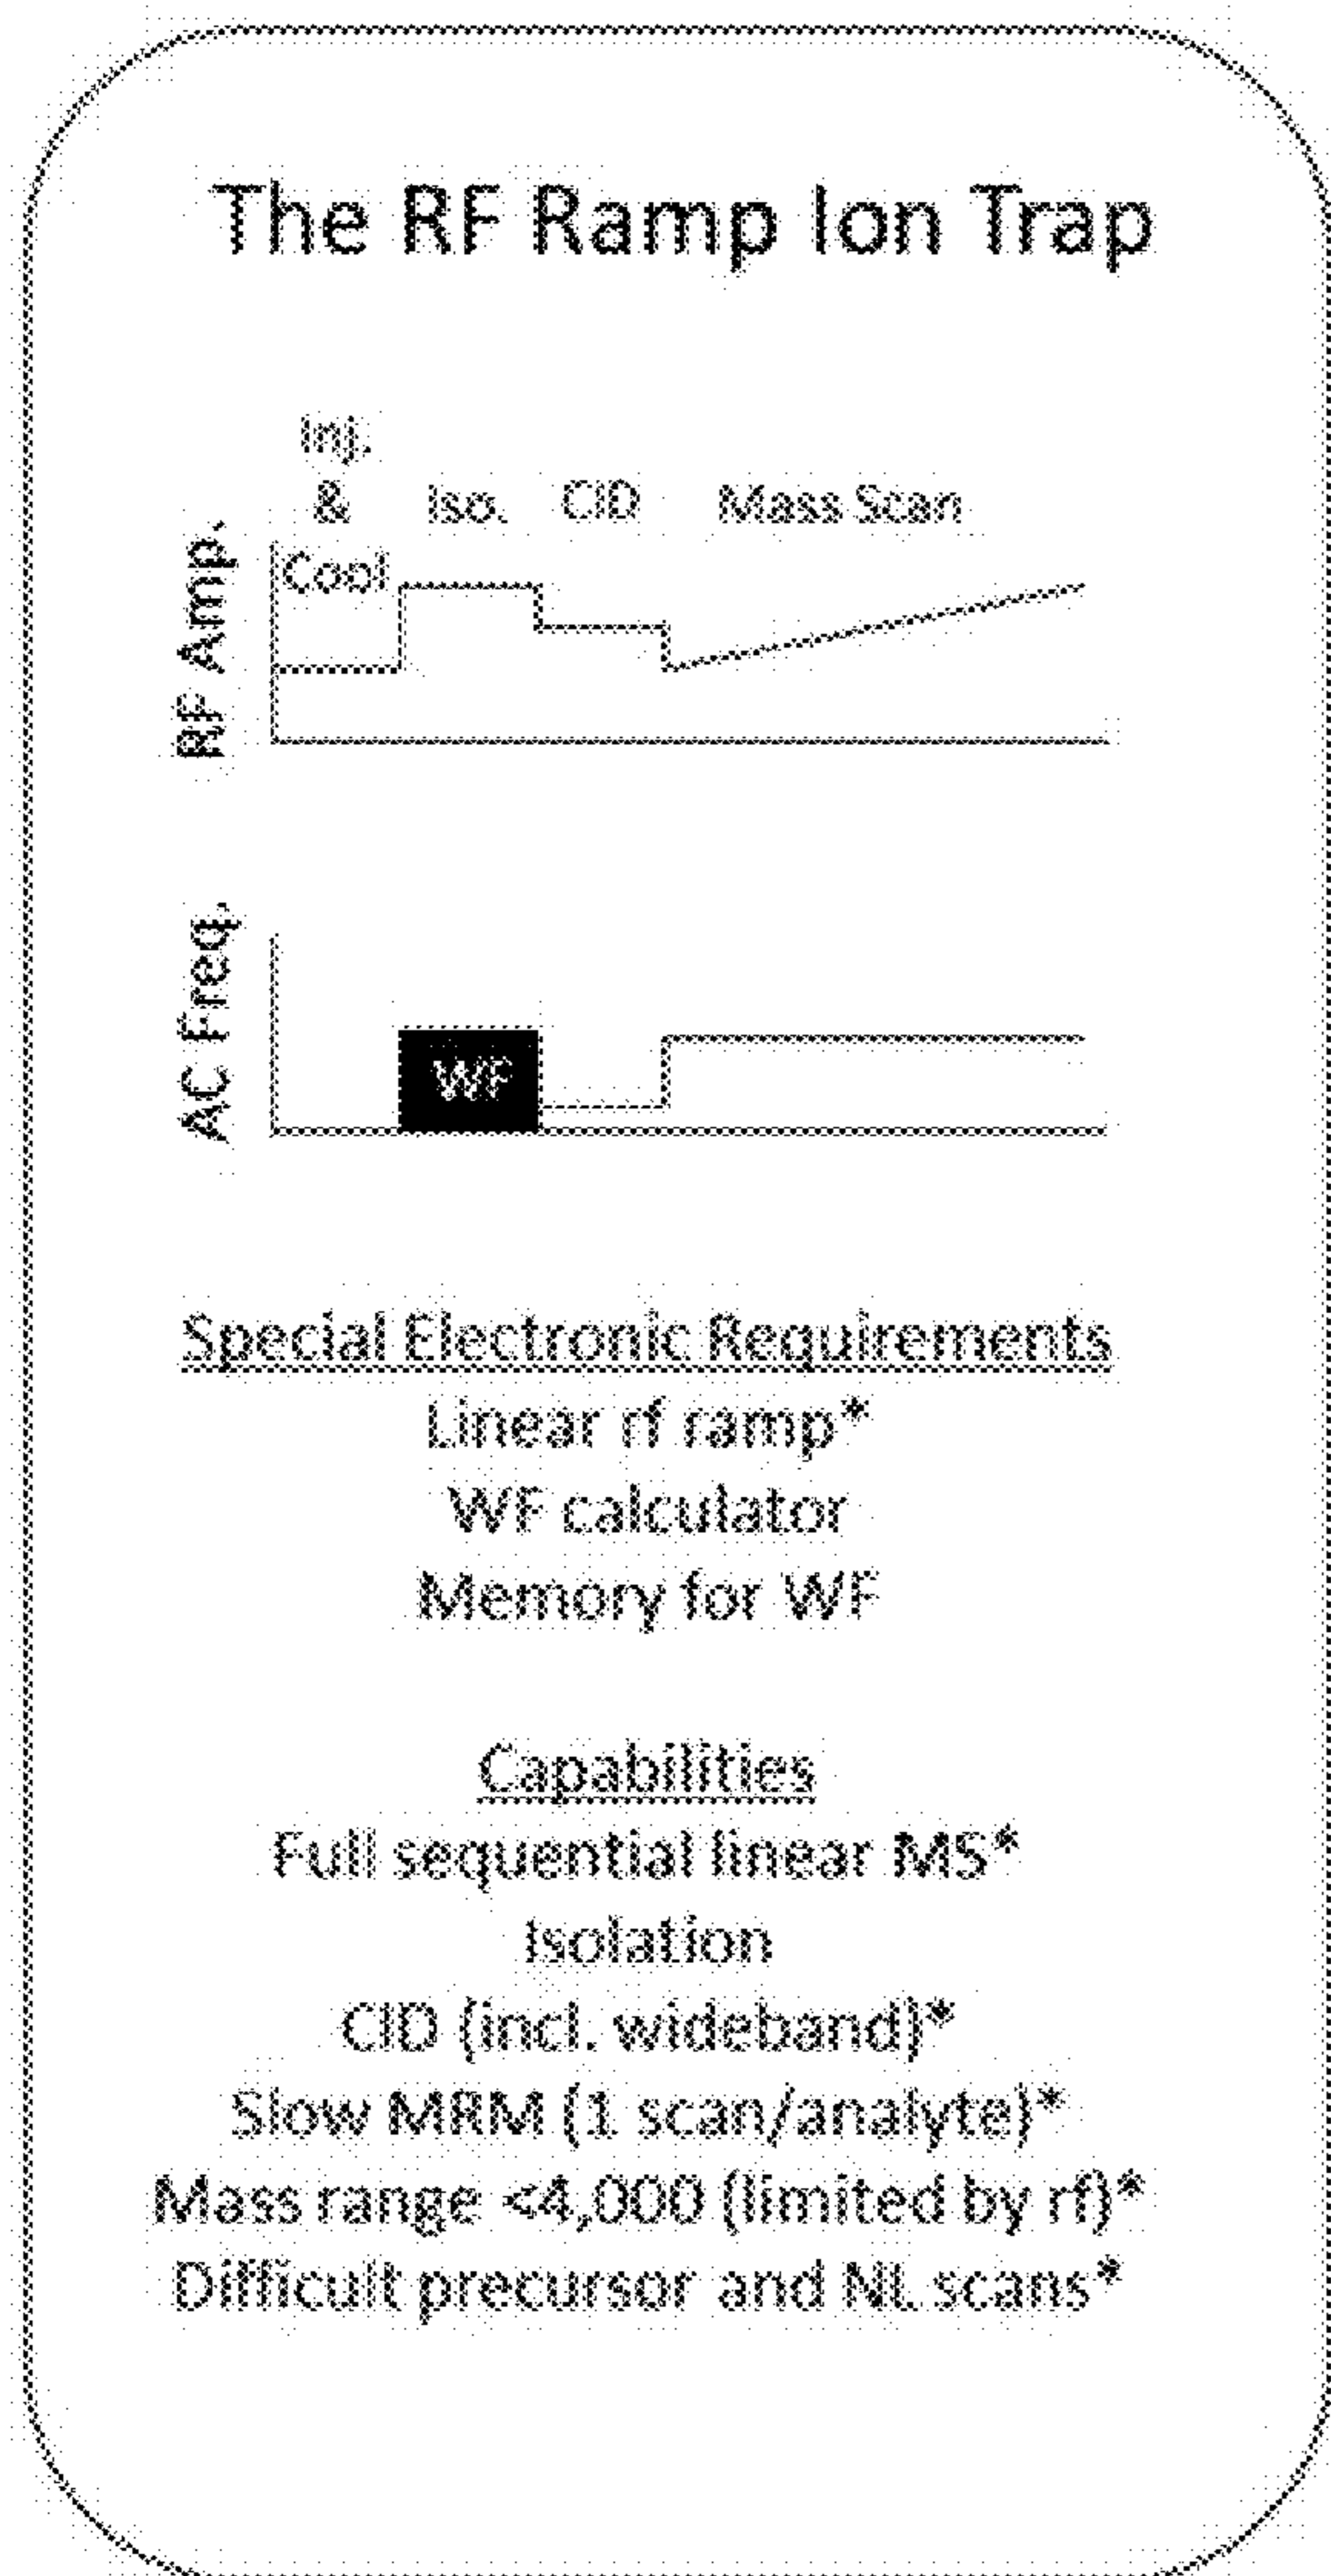 The RF Ramp Ion Trap
Inj.
& Iso. CID Mass Scan
Cool
RF Amp.
AC Freq.
WF
Special Electronic Requirements
Linear rf ramp*
WF calculator
Memory for WF
Capabilities
Full sequential linear MS*
Isolation
CID (incl. wideband)*
Slow MRM (1 scan/analyte)*
Mass range <4,000 (limited by rf)*
Difficult precursor and NL scans*